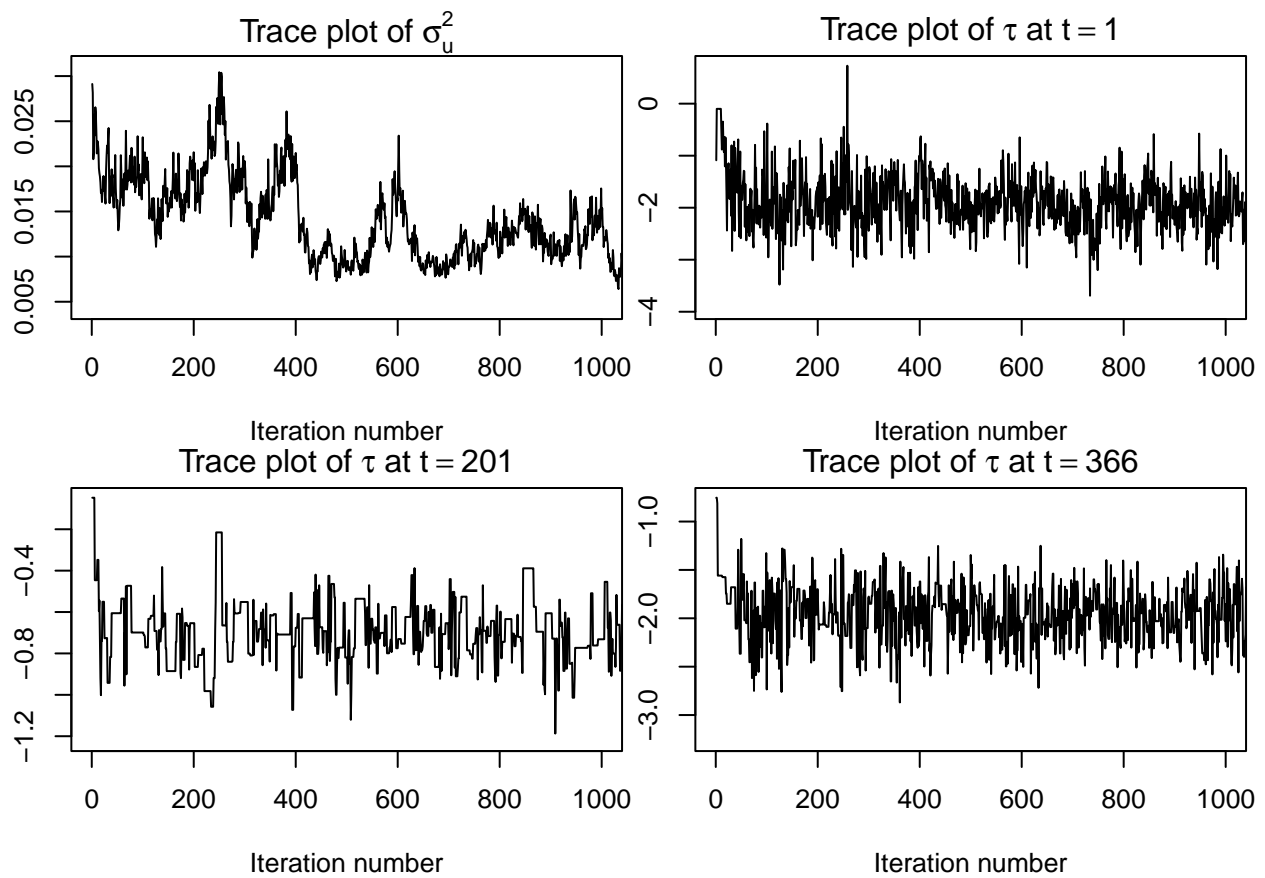 Trace plot of σ²ᵤ
0.005 0.015 0.025
0 200 400 600 800 1000
Iteration number
Trace plot of τ at t = 1
−4 −2 0
0 200 400 600 800 1000
Iteration number
Trace plot of τ at t = 201
−1.2 −0.8 −0.4
0 200 400 600 800 1000
Iteration number
Trace plot of τ at t = 366
−3.0 −2.0 −1.0
0 200 400 600 800 1000
Iteration number